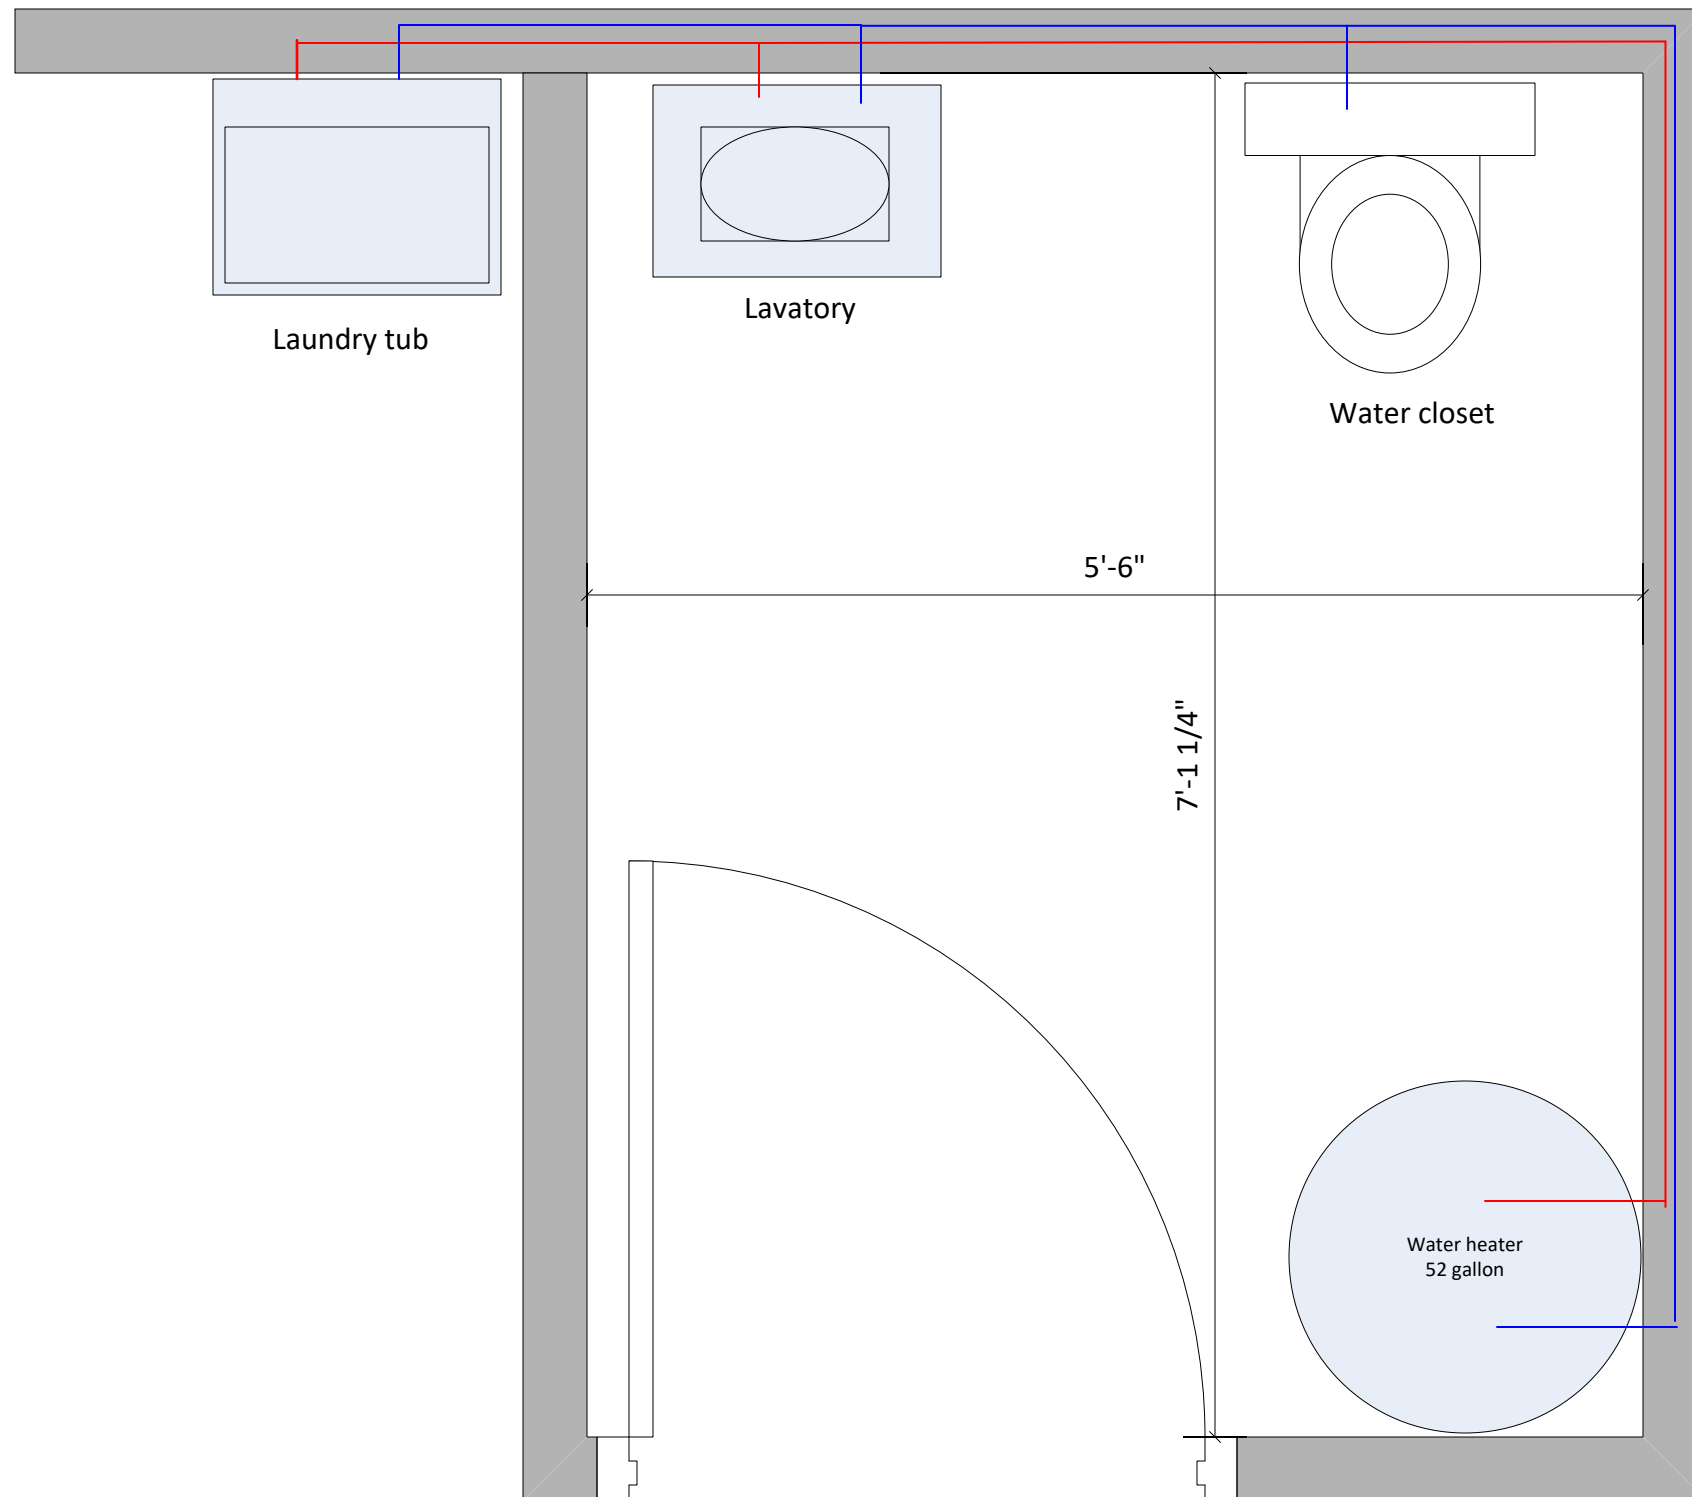 Lavatory
Laundry tub
Water closet
5'-6"
7'-1 1/4"
Water heater
52 gallon